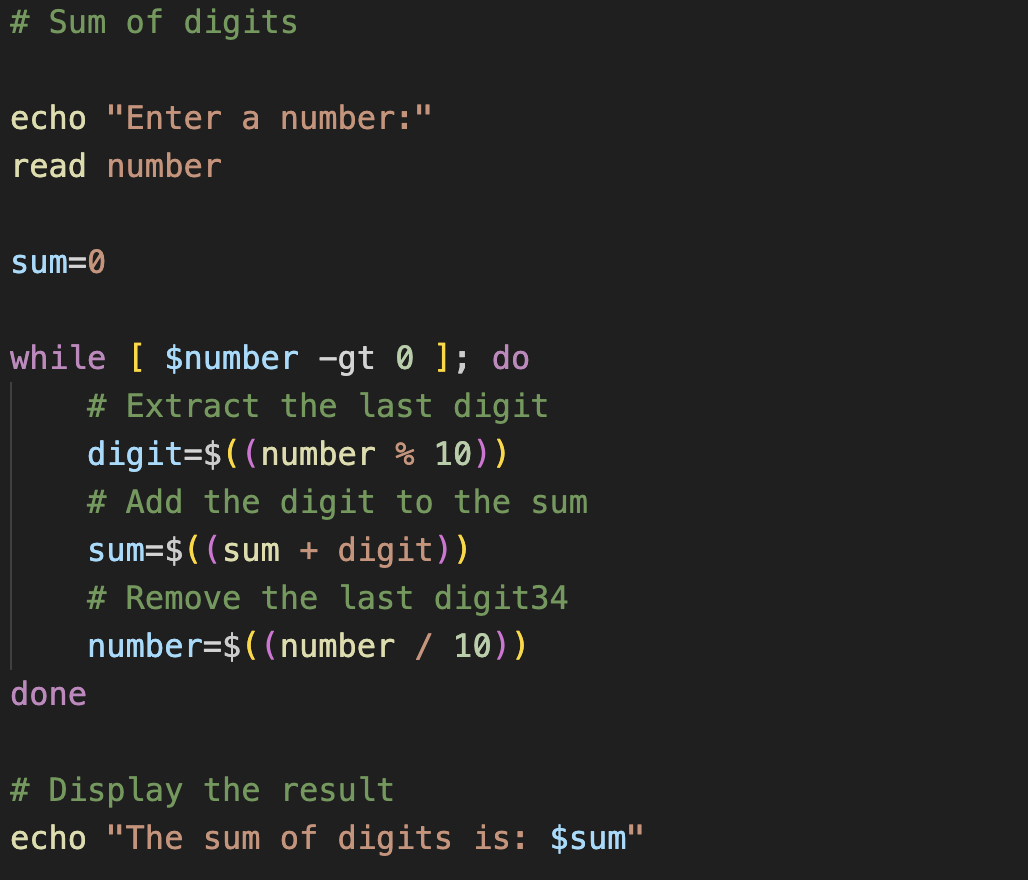 # Sum of digits
echo "Enter a number:"
read number
sum=0
while [ $number -gt 0 ]; do
    # Extract the last digit
    digit=$((number % 10))
    # Add the digit to the sum
    sum=$((sum + digit))
    # Remove the last digit34
    number=$((number / 10))
done
# Display the result
echo "The sum of digits is: $sum"